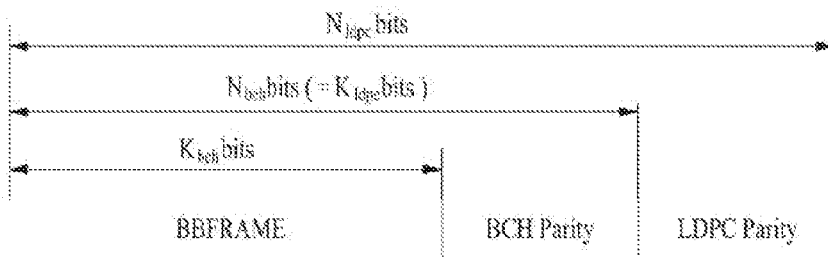 N_ldpc bits
N_bch bits ( = K_ldpc bits )
K_bch bits
BBFRAME BCH Parity LDPC Parity